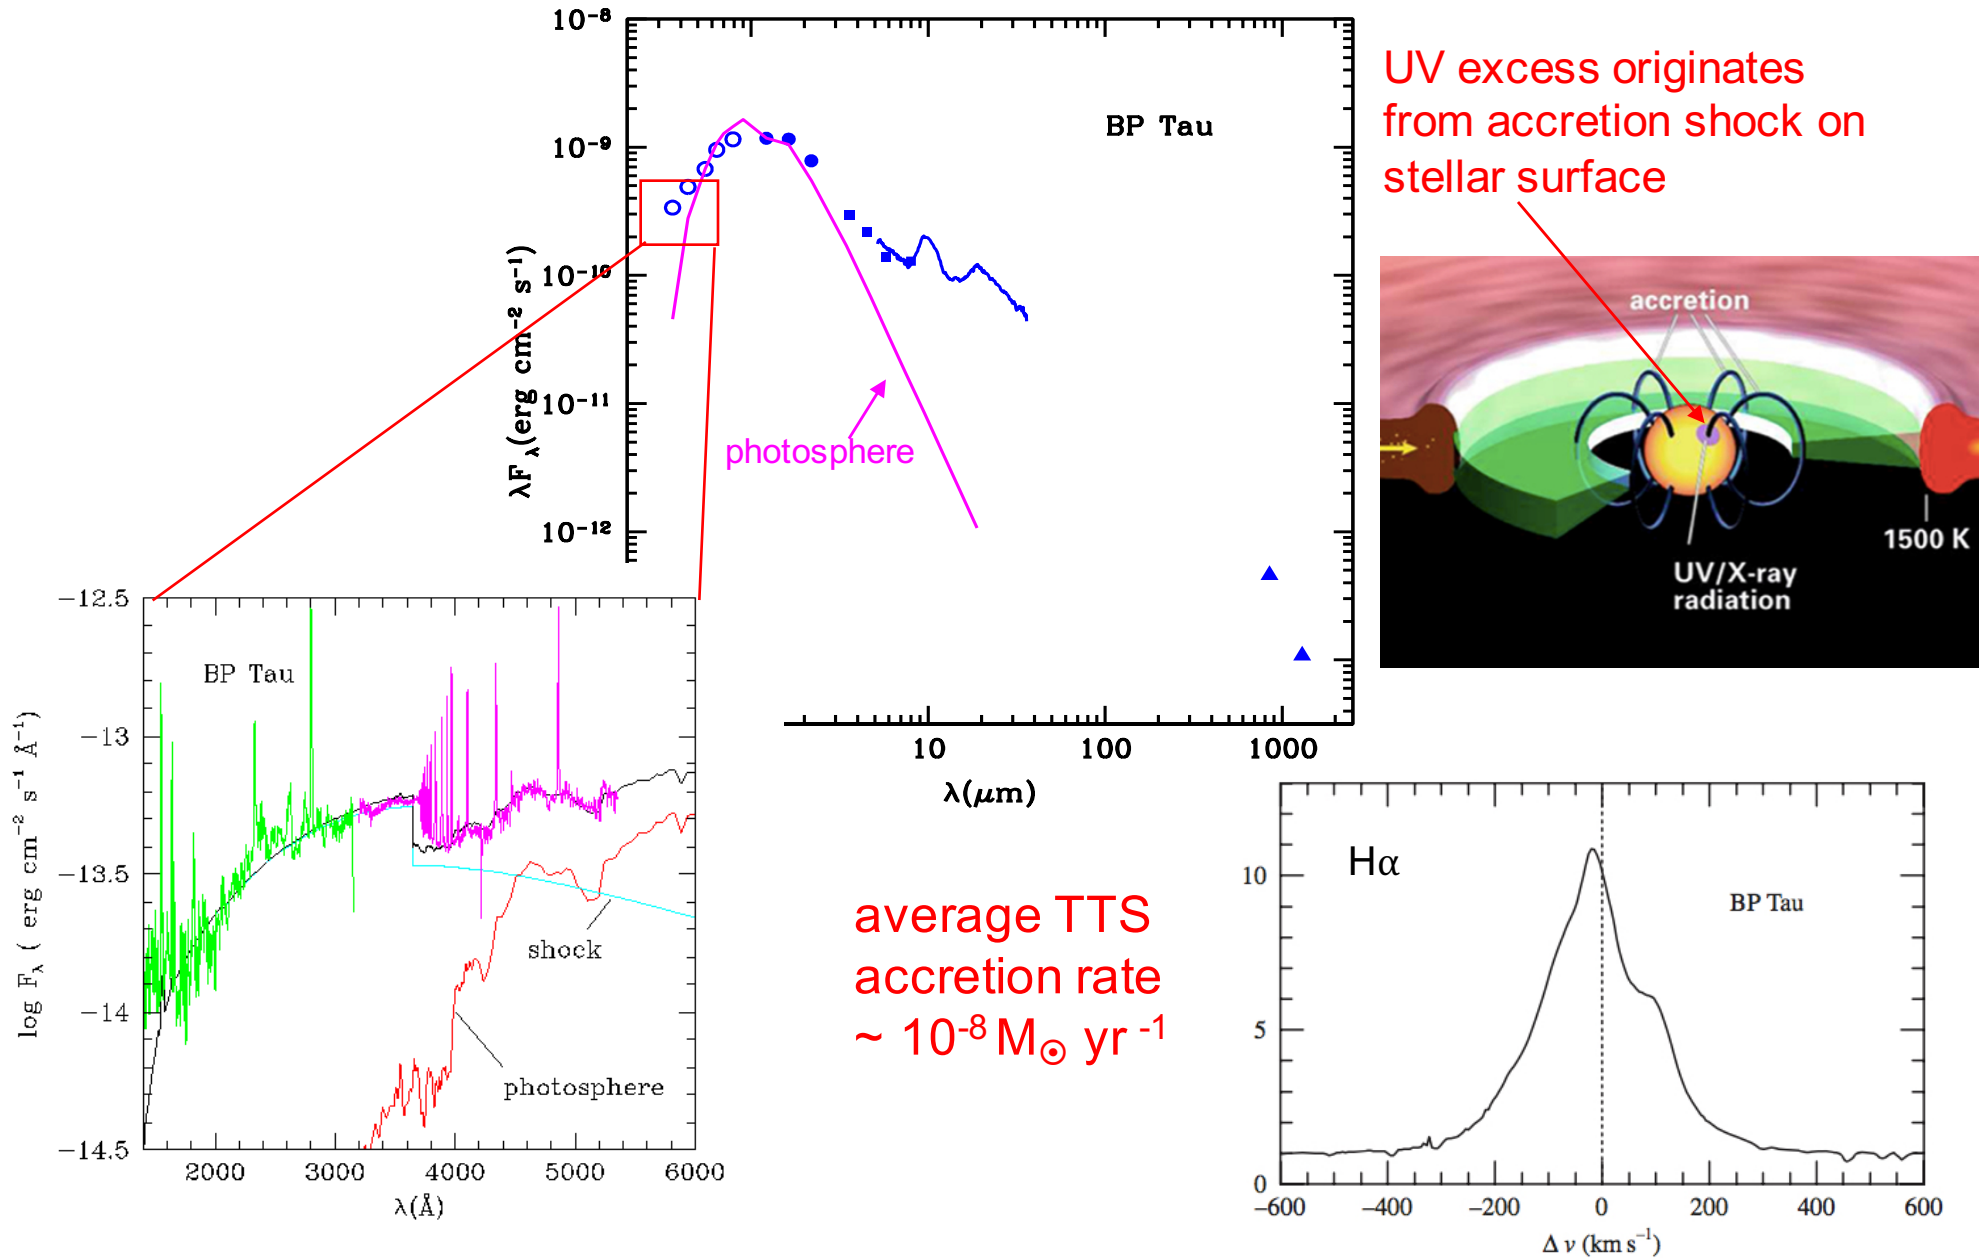 10⁻⁸
10⁻⁹
10⁻¹⁰
10⁻¹¹
10⁻¹²
λF_λ(erg cm⁻² s⁻¹)
BP Tau
photosphere
10
100
1000
λ(μm)
UV excess originates
from accretion shock on
stellar surface
accretion
1500 K
UV/X-ray
radiation
−12.5
−13
−13.5
−14
−14.5
log F_λ ( erg cm⁻² s⁻¹ Å⁻¹)
BP Tau
shock
photosphere
2000
3000
4000
5000
6000
λ(Å)
average TTS
accretion rate
~ 10⁻⁸ M☉ yr ⁻¹
Hα
BP Tau
10
5
0
−600
−400
−200
0
200
400
600
Δ v (km s⁻¹)